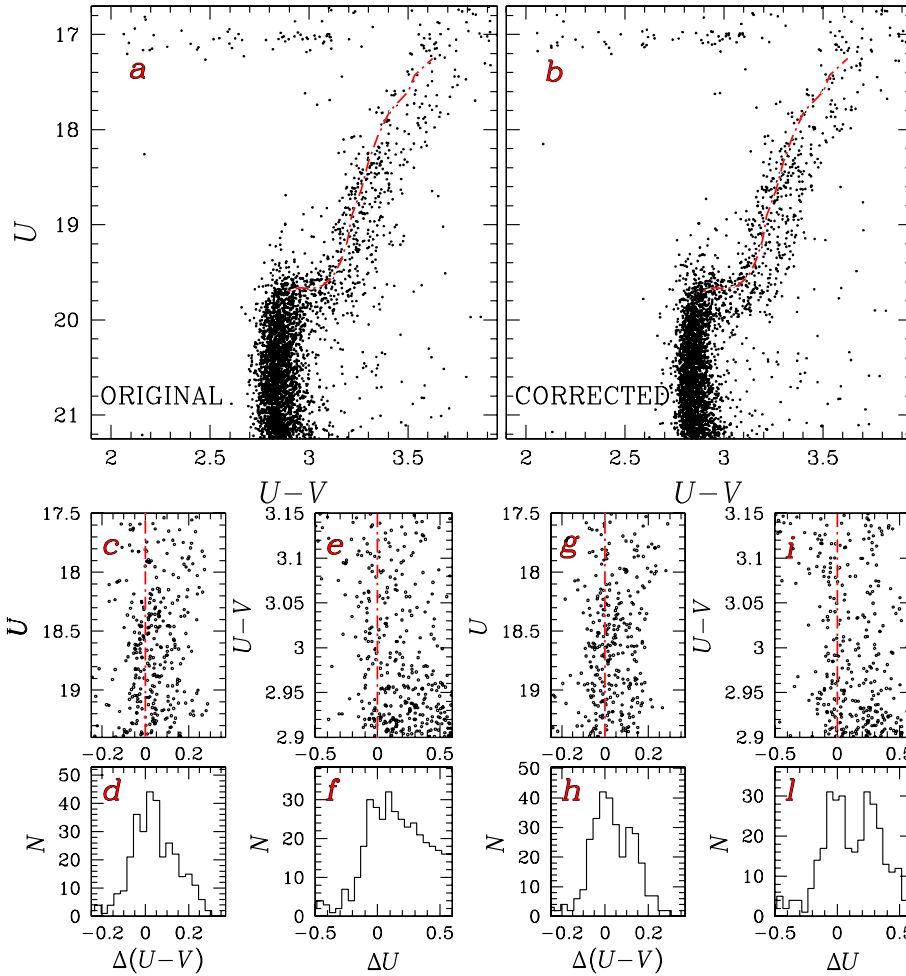 a
b
17
18
19
20
21
U
ORIGINAL
CORRECTED
2 2.5 3 3.5
2 2.5 3 3.5
U−V
U−V
c
e
g
i
17.5
18
18.5
19
U
3.15
3.1
3.05
3
2.95
2.9
U−V
17.5
18
18.5
19
U
3.15
3.1
3.05
3
2.95
2.9
U−V
−0.2 0 0.2
−0.5 0 0.5
−0.2 0 0.2
−0.5 0 0.5
d
f
h
l
50
40
30
20
10
0
N
30
20
10
0
N
50
40
30
20
10
0
N
30
20
10
0
N
−0.2 0 0.2
−0.5 0 0.5
−0.2 0 0.2
−0.5 0 0.5
Δ(U−V)
ΔU
Δ(U−V)
ΔU